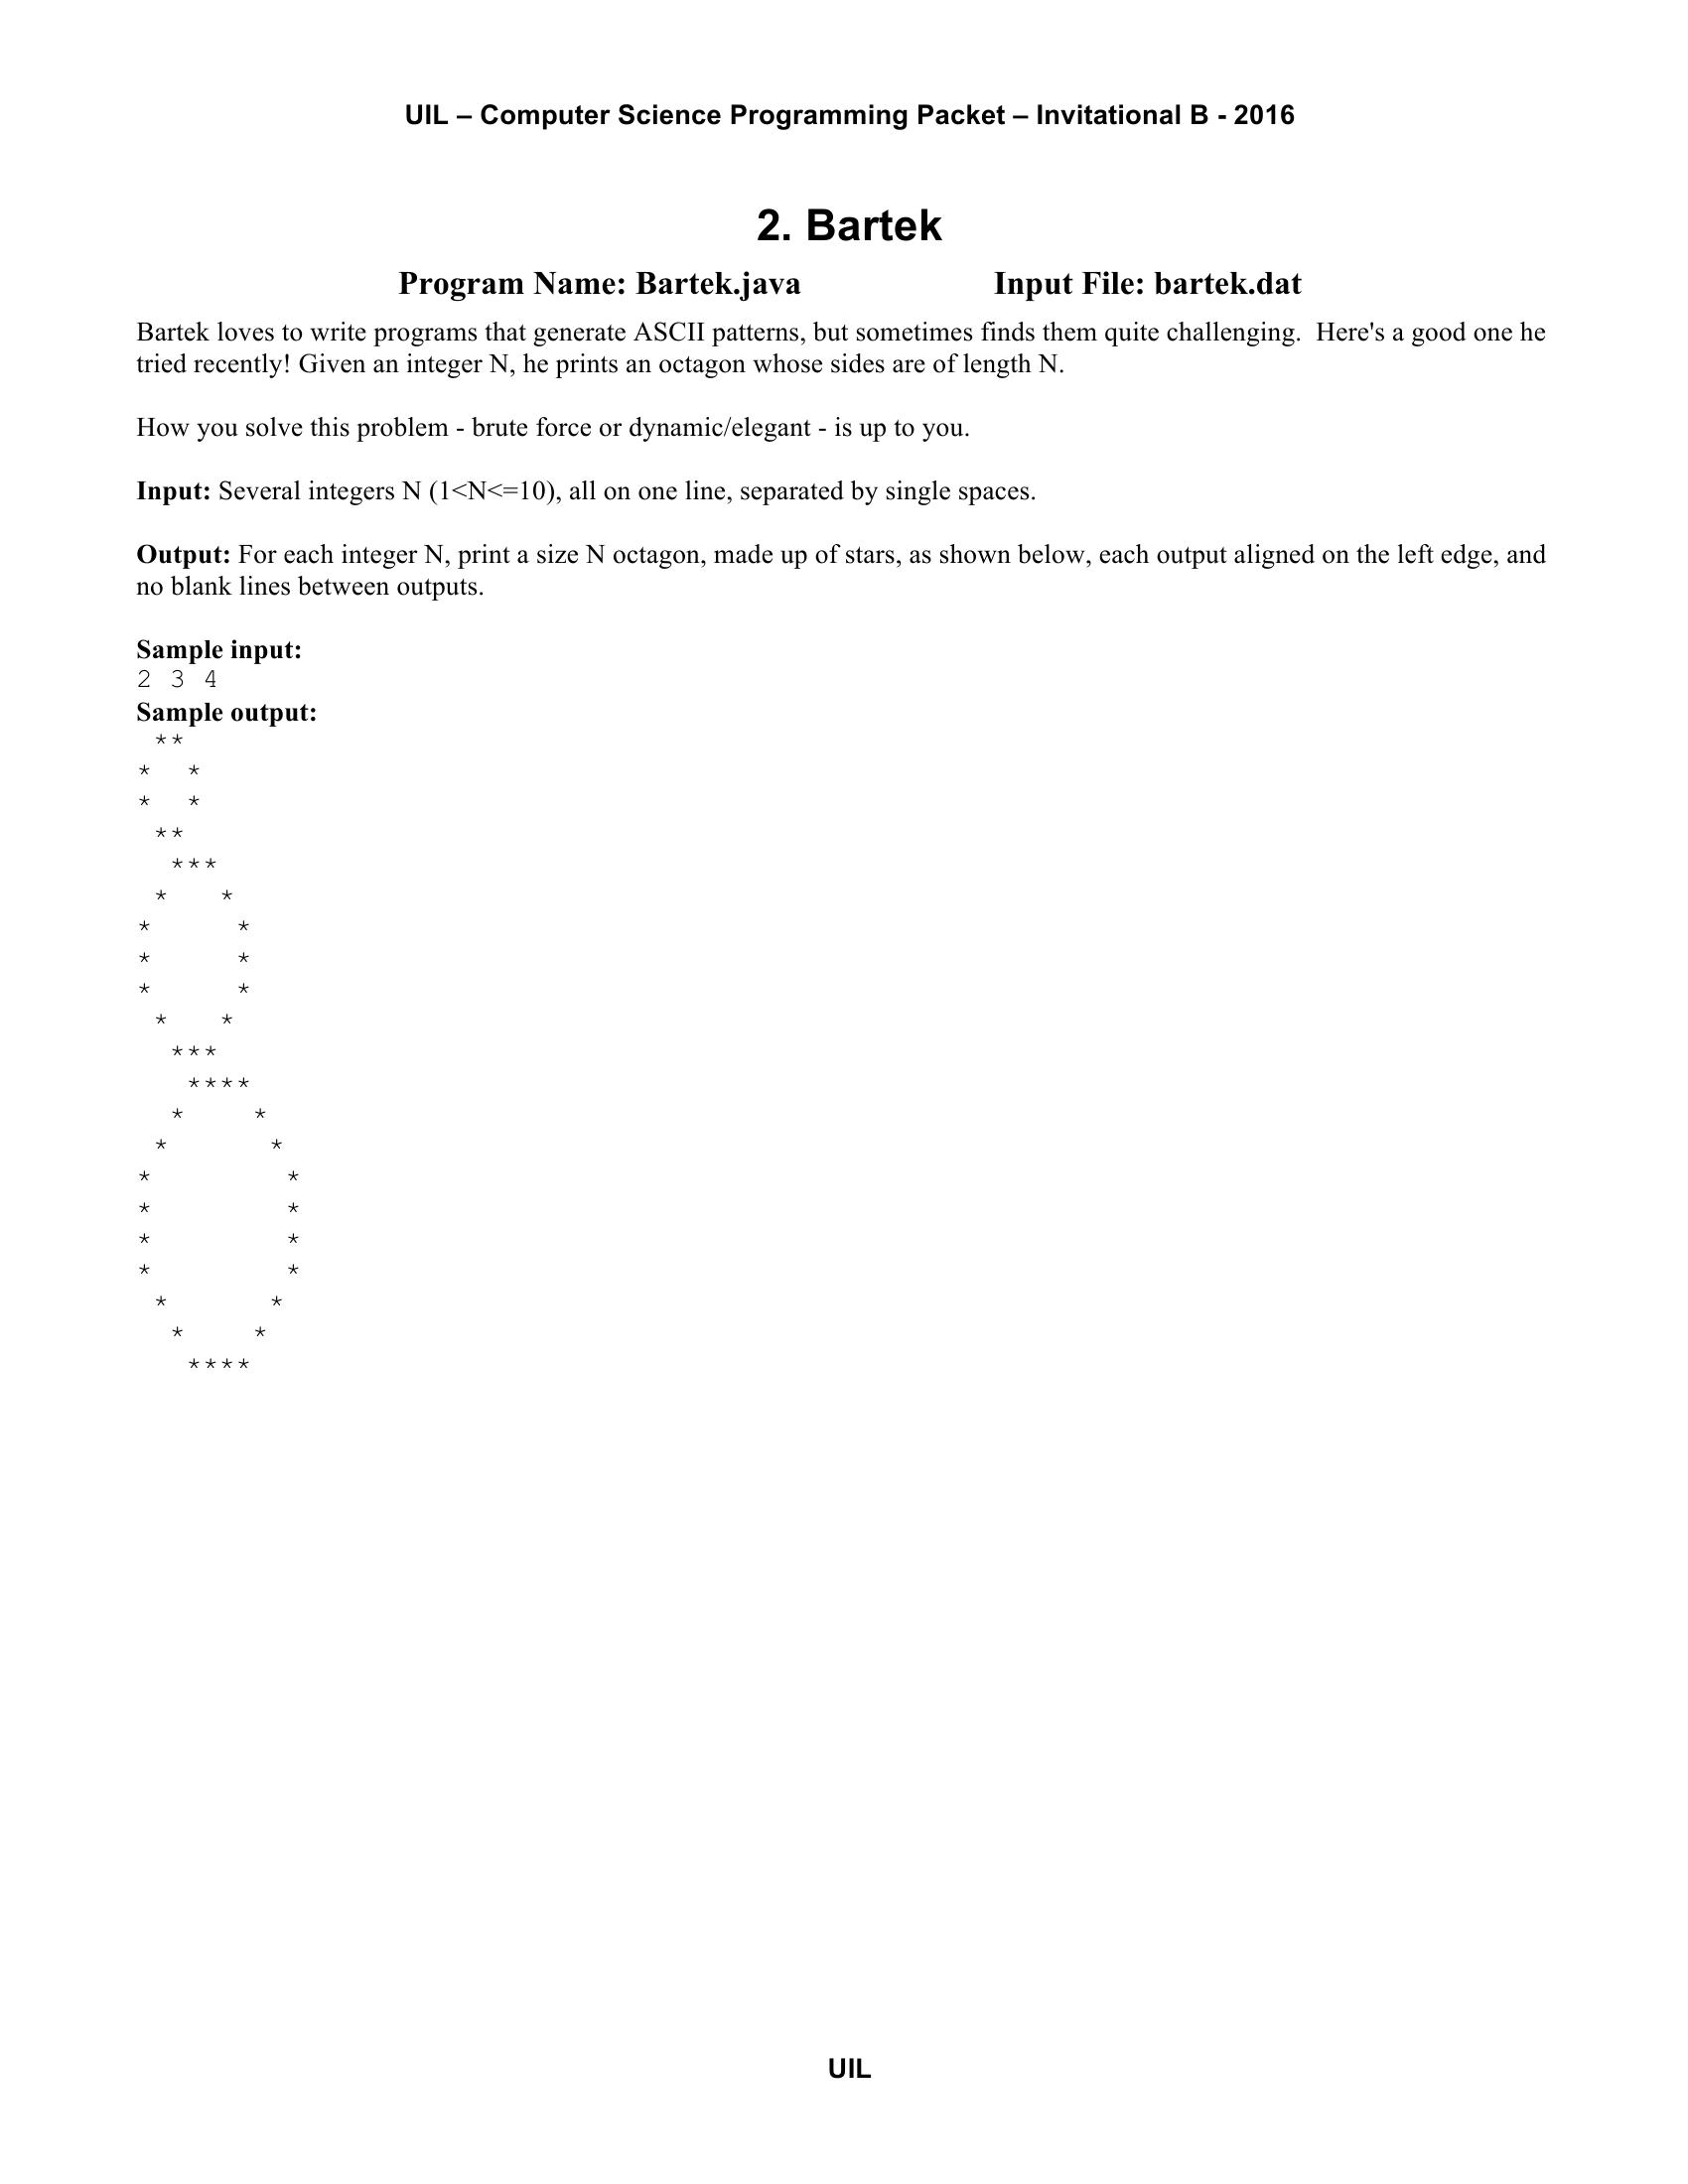 UIL – Computer Science Programming Packet – Invitational B - 2016
2. Bartek
Program Name: Bartek.java Input File: bartek.dat
Bartek loves to write programs that generate ASCII patterns, but sometimes finds them quite challenging.  Here's a good one he
tried recently! Given an integer N, he prints an octagon whose sides are of length N.
How you solve this problem - brute force or dynamic/elegant - is up to you.
Input: Several integers N (1<N<=10), all on one line, separated by single spaces.
Output: For each integer N, print a size N octagon, made up of stars, as shown below, each output aligned on the left edge, and
no blank lines between outputs.
Sample input:
2 3 4
Sample output:
 **
*  *
*  *
 **
  ***
 *   *
*     *
*     *
*     *
 *   *
  ***
   ****
  *    *
 *      *
*        *
*        *
*        *
*        *
 *      *
  *    *
   ****
UIL